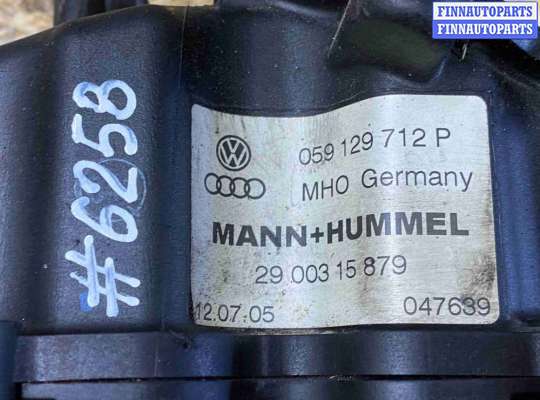 FINNAUTOPARTS
FINNAUTOPARTS
#6258
059 129 712 P
MHO Germany
MANN+HUMMEL
29 003 15 879
12.07.05 047639